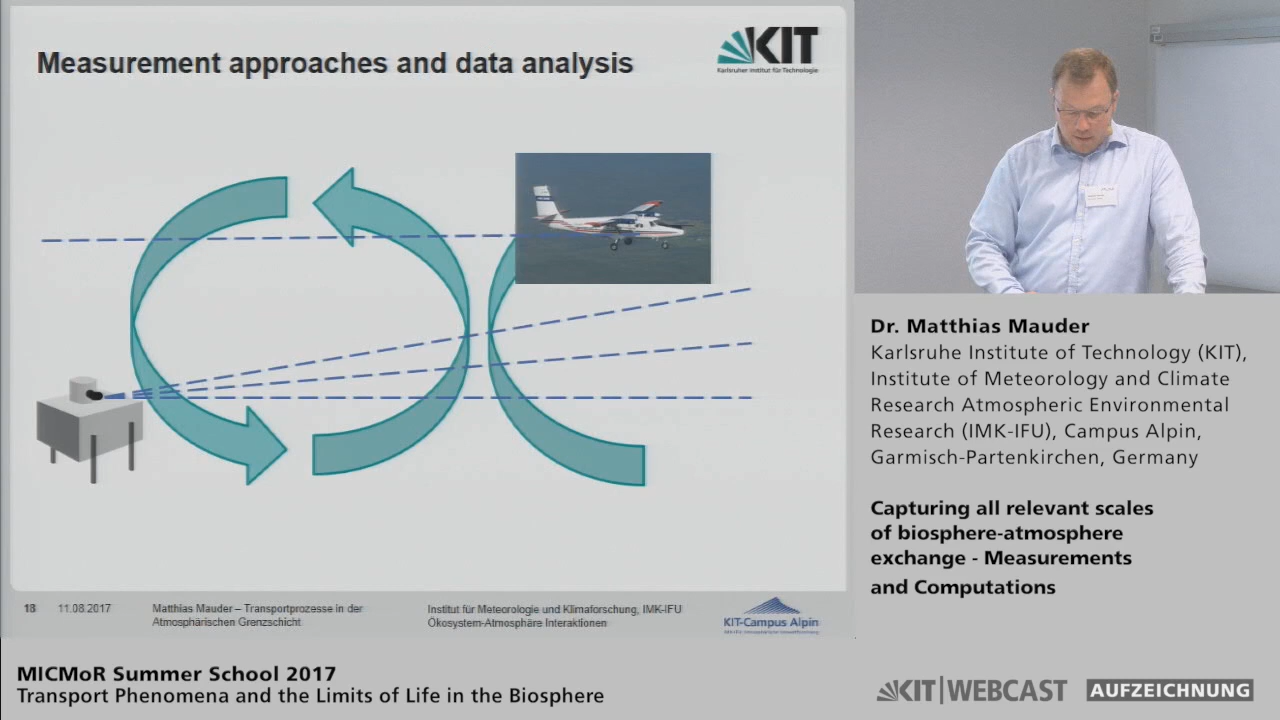 Measurement approaches and data analysis
KIT
Karlsruher Institut für Technologie
18
11.08.2017
Matthias Mauder – Transportprozesse in der
Atmosphärischen Grenzschicht
Institut für Meteorologie und Klimaforschung, IMK-IFU
Ökosystem-Atmosphäre Interaktionen
KIT-Campus Alpin
Dr. Matthias Mauder
Karlsruhe Institute of Technology (KIT),
Institute of Meteorology and Climate
Research Atmospheric Environmental
Research (IMK-IFU), Campus Alpin,
Garmisch-Partenkirchen, Germany
Capturing all relevant scales
of biosphere-atmosphere
exchange - Measurements
and Computations
MICMoR Summer School 2017
Transport Phenomena and the Limits of Life in the Biosphere
KIT|WEBCAST
AUFZEICHNUNG